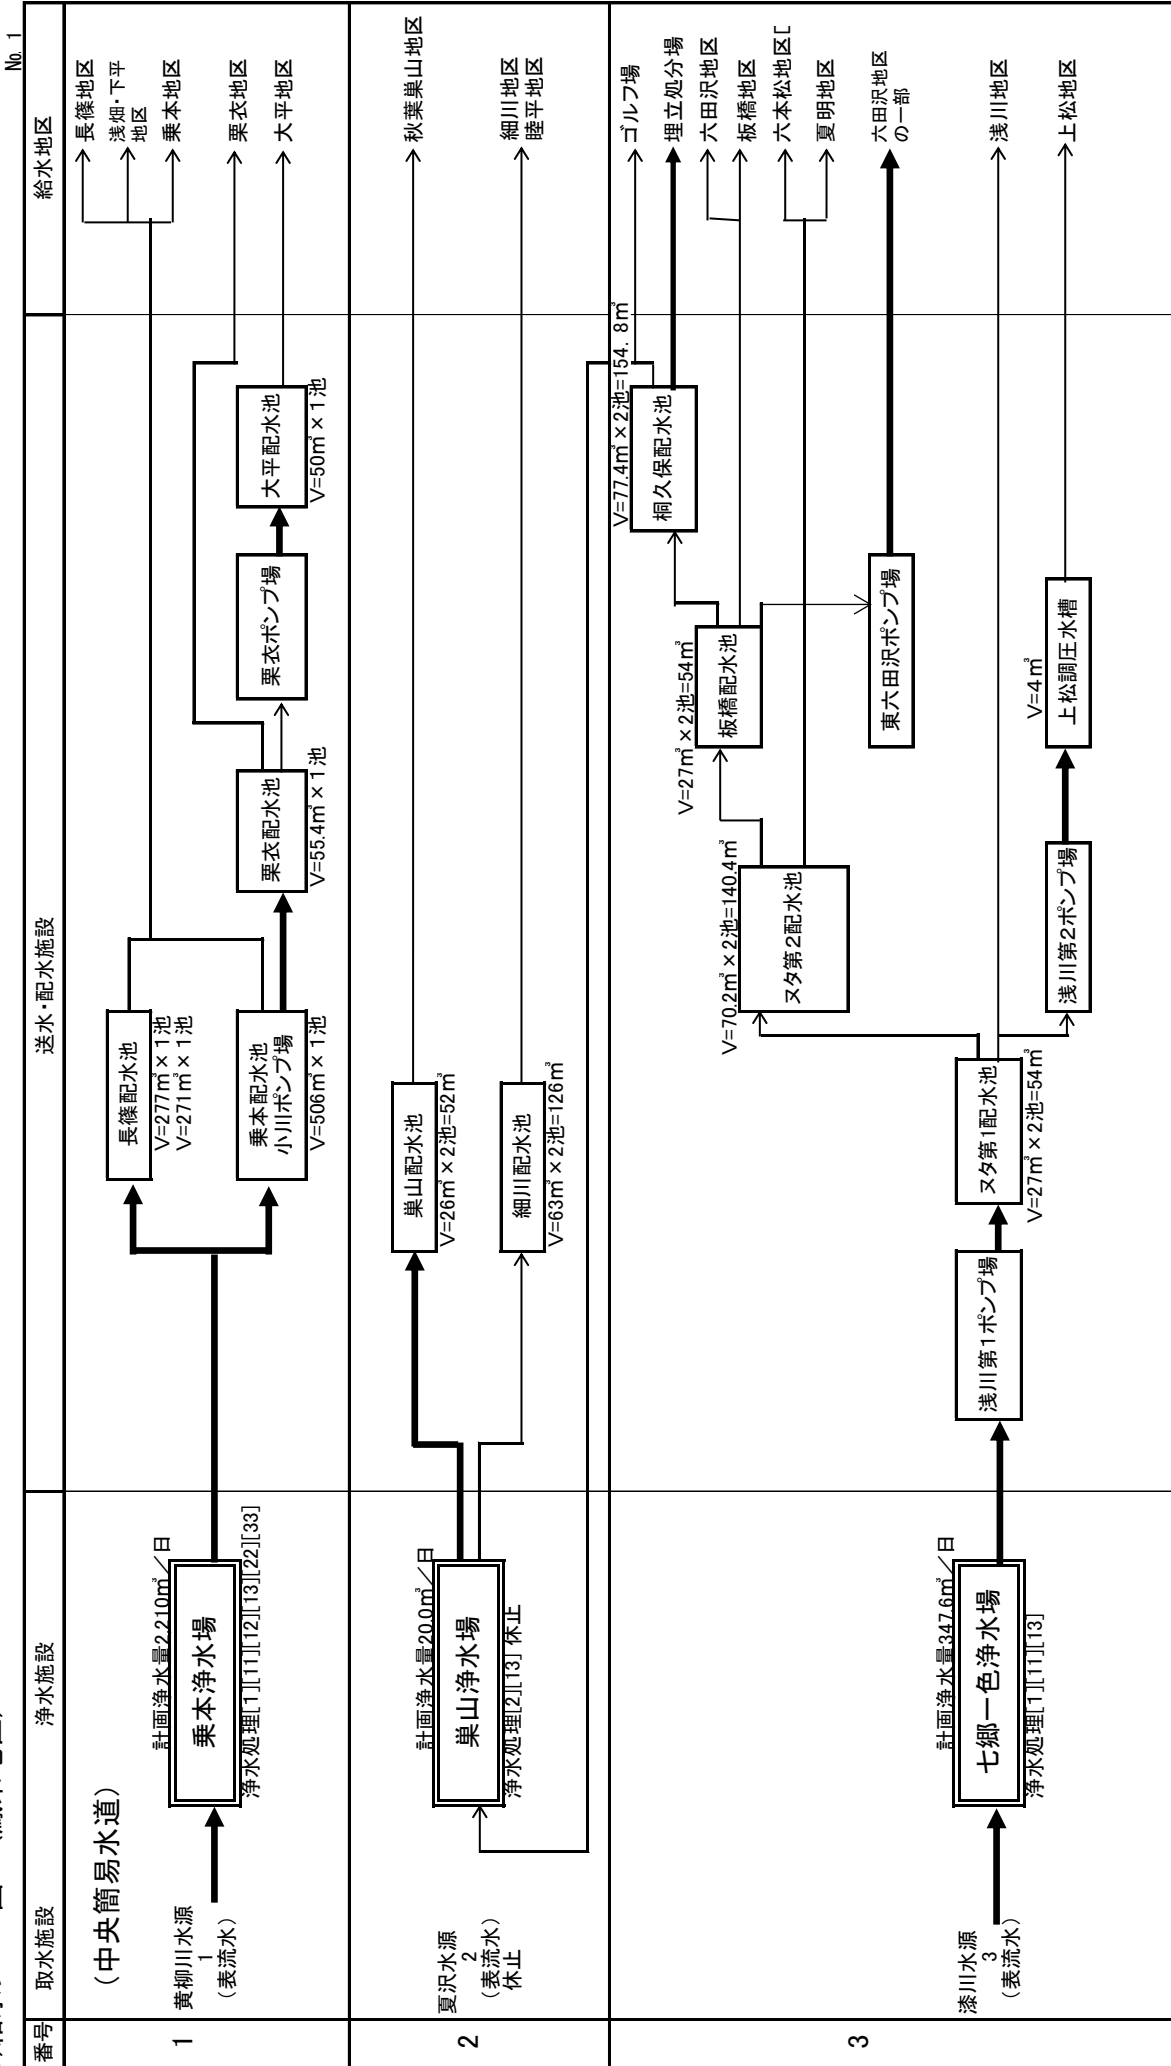 No. 1
番号
取水施設
浄水施設
送水・配水施設
給水地区
(中央簡易水道)
1
黄柳川水源
1
(表流水)
計画浄水量2,210m³/日
乗本浄水場
浄水処理[1][11][12][13][22][33]
長篠配水池
V=277m³×1池
V=271m³×1池
乗本配水池
小川ポンプ場
V=506m³×1池
栗衣配水池
V=55.4m³×1池
栗衣ポンプ場
大平配水池
V=50m³×1池
長篠地区
浅畑・下平
地区
乗本地区
栗衣地区
大平地区
2
夏沢水源
2
(表流水)
休止
計画浄水量20.0m³/日
巣山浄水場
浄水処理[2][13] 休止
巣山配水池
V=26m³×2池=52m³
細川配水池
V=63m³×2池=126m³
秋葉巣山地区
細川地区
睦平地区
3
漆川水源
3
(表流水)
計画浄水量347.6m³/日
七郷一色浄水場
浄水処理[1][11][13]
浅川第1ポンプ場
ヌタ第1配水池
V=27m³×2池=54m³
V=70.2m³×2池=140.4m³
ヌタ第2配水池
V=27m³×2池=54m³
板橋配水池
V=77.4m³×2池=154. 8m³
桐久保配水池
東六田沢ポンプ場
浅川第2ポンプ場
V=4m³
上松調圧水槽
ゴルフ場
埋立処分場
六田沢地区
板橋地区
六本松地区[
夏明地区
六田沢地区
の一部
浅川地区
上松地区